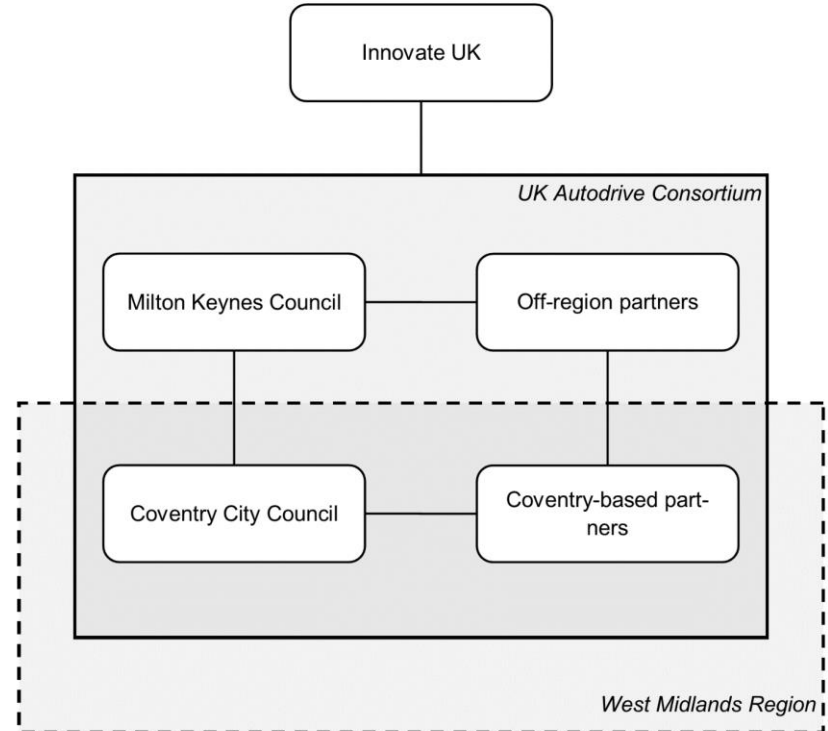 Innovate UK
UK Autodrive Consortium
Milton Keynes Council
Off-region partners
Coventry City Council
Coventry-based part-
ners
West Midlands Region